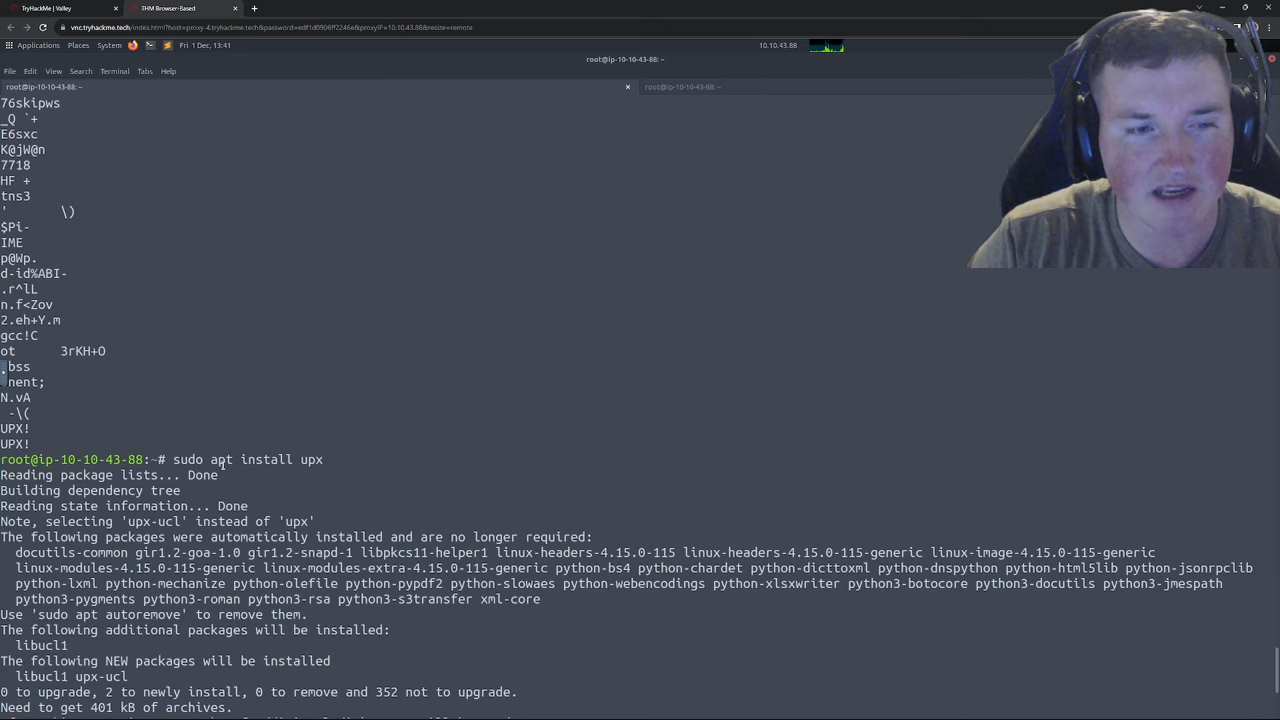 TryHackMe | Valley
THM Browser-Based
vnc.tryhackme.tech/index.html?host=proxy-4.tryhackme.tech&password=edf1d0906ff2246e&proxyIP=10.10.43.88&resize=remote
Applications Places System Fri 1 Dec, 13:41 10.10.43.88
root@ip-10-10-43-88: ~
File Edit View Search Terminal Tabs Help
root@ip-10-10-43-88: ~ root@ip-10-10-43-88: ~
76skipws
_Q `+
E6sxc
K@jW@n
7718
HF +
tns3
' \)
$Pi-
IME
p@Wp.
d-id%ABI-
.r^lL
n.f<Zov
2.eh+Y.m
gcc!C
ot 3rKH+O
.bss
nent;
N.vA
-\(
UPX!
UPX!
root@ip-10-10-43-88:~# sudo apt install upx
Reading package lists... Done
Building dependency tree
Reading state information... Done
Note, selecting 'upx-ucl' instead of 'upx'
The following packages were automatically installed and are no longer required:
docutils-common gir1.2-goa-1.0 gir1.2-snapd-1 libpkcs11-helper1 linux-headers-4.15.0-115 linux-headers-4.15.0-115-generic linux-image-4.15.0-115-generic
linux-modules-4.15.0-115-generic linux-modules-extra-4.15.0-115-generic python-bs4 python-chardet python-dicttoxml python-dnspython python-html5lib python-jsonrpclib
python-lxml python-mechanize python-olefile python-pypdf2 python-slowaes python-webencodings python-xlsxwriter python3-botocore python3-docutils python3-jmespath
python3-pygments python3-roman python3-rsa python3-s3transfer xml-core
Use 'sudo apt autoremove' to remove them.
The following additional packages will be installed:
libucl1
The following NEW packages will be installed
libucl1 upx-ucl
0 to upgrade, 2 to newly install, 0 to remove and 352 not to upgrade.
Need to get 401 kB of archives.